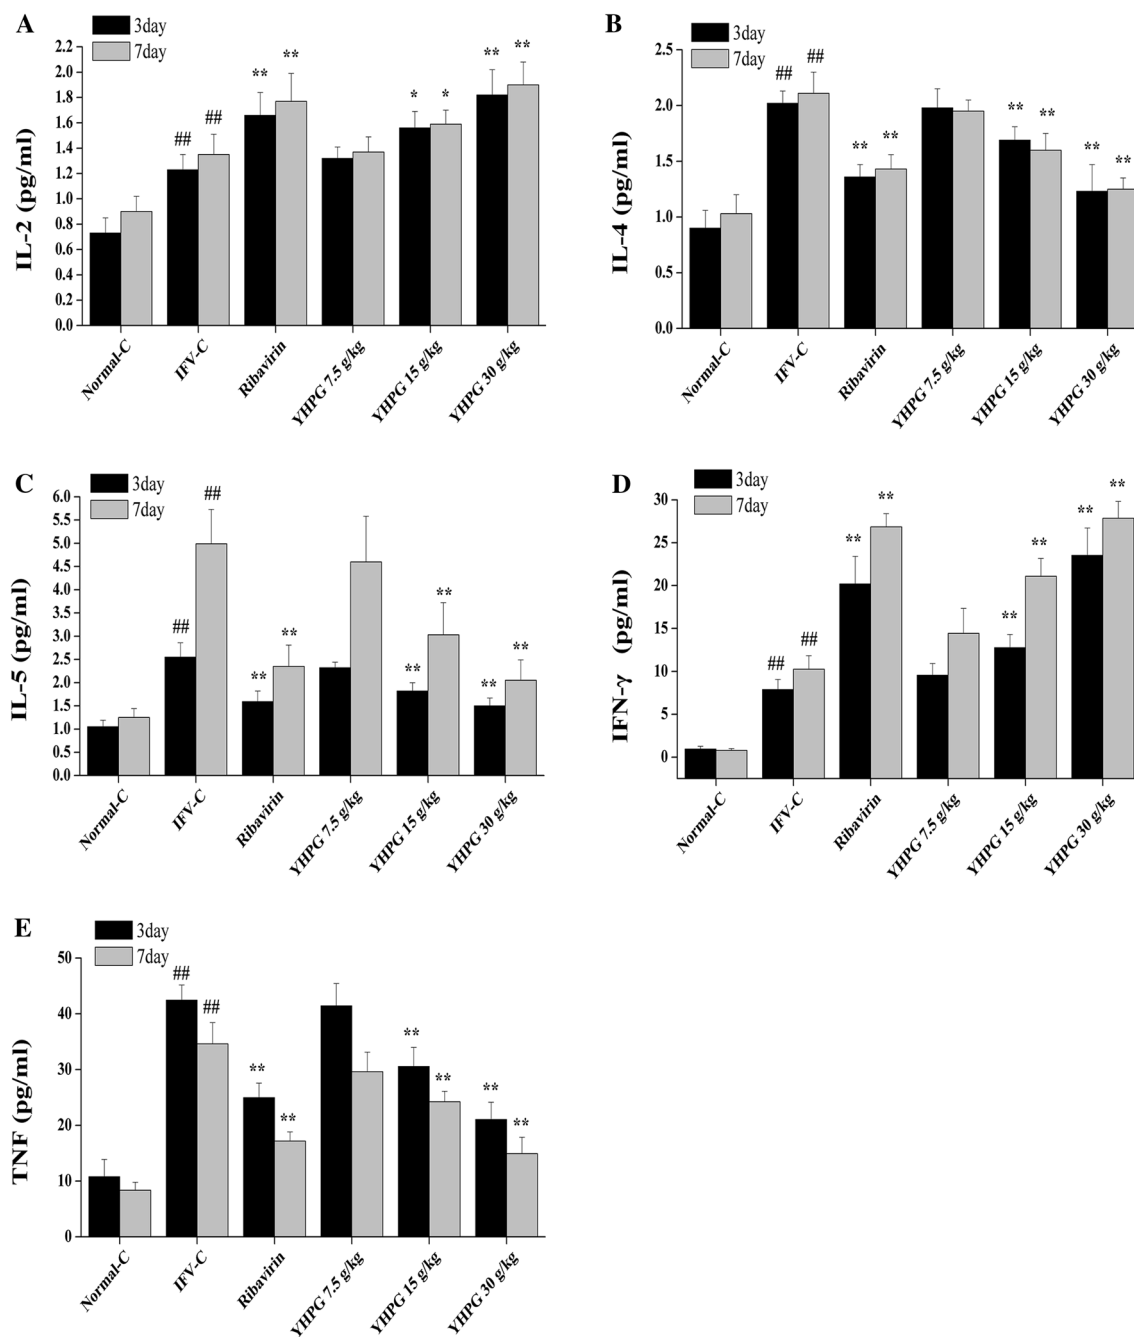 A
3day
7day
2.2
2.0
1.8
1.6
1.4
1.2
1.0
0.8
0.6
0.4
0.2
0.0
IL-2 (pg/ml)
## ## ** ** * * ** **
Normal-C
IFV-C
Ribavirin
YHPG 7.5 g/kg
YHPG 15 g/kg
YHPG 30 g/kg
B
3day
7day
2.5
2.0
1.5
1.0
0.5
0.0
IL-4 (pg/ml)
## ## ** ** ** ** ** **
Normal-C
IFV-C
Ribavirin
YHPG 7.5 g/kg
YHPG 15 g/kg
YHPG 30 g/kg
C
3day
7day
6.0
5.5
5.0
4.5
4.0
3.5
3.0
2.5
2.0
1.5
1.0
0.5
0.0
IL-5 (pg/ml)
## ## ** ** ** ** ** **
Normal-C
IFV-C
Ribavirin
YHPG 7.5 g/kg
YHPG 15 g/kg
YHPG 30 g/kg
D
3day
7day
30
25
20
15
10
5
0
IFN-γ (pg/ml)
## ## ** ** ** ** ** **
Normal-C
IFV-C
Ribavirin
YHPG 7.5 g/kg
YHPG 15 g/kg
YHPG 30 g/kg
E
3day
7day
50
40
30
20
10
0
TNF (pg/ml)
## ## ** ** ** ** ** **
Normal-C
IFV-C
Ribavirin
YHPG 7.5 g/kg
YHPG 15 g/kg
YHPG 30 g/kg